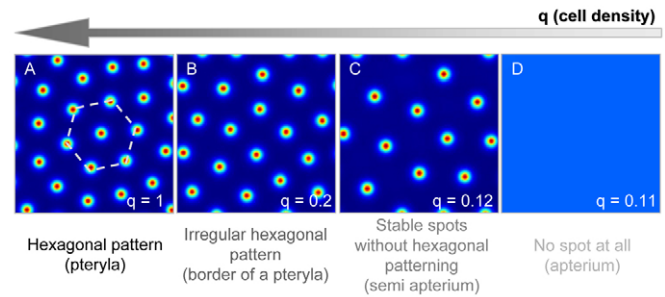 q (cell density)
A
B
C
D
q = 1
q = 0.2
q = 0.12
q = 0.11
Hexagonal pattern
(pteryla)
Irregular hexagonal
pattern
(border of a pteryla)
Stable spots
without hexagonal
patterning
(semi apterium)
No spot at all
(apterium)